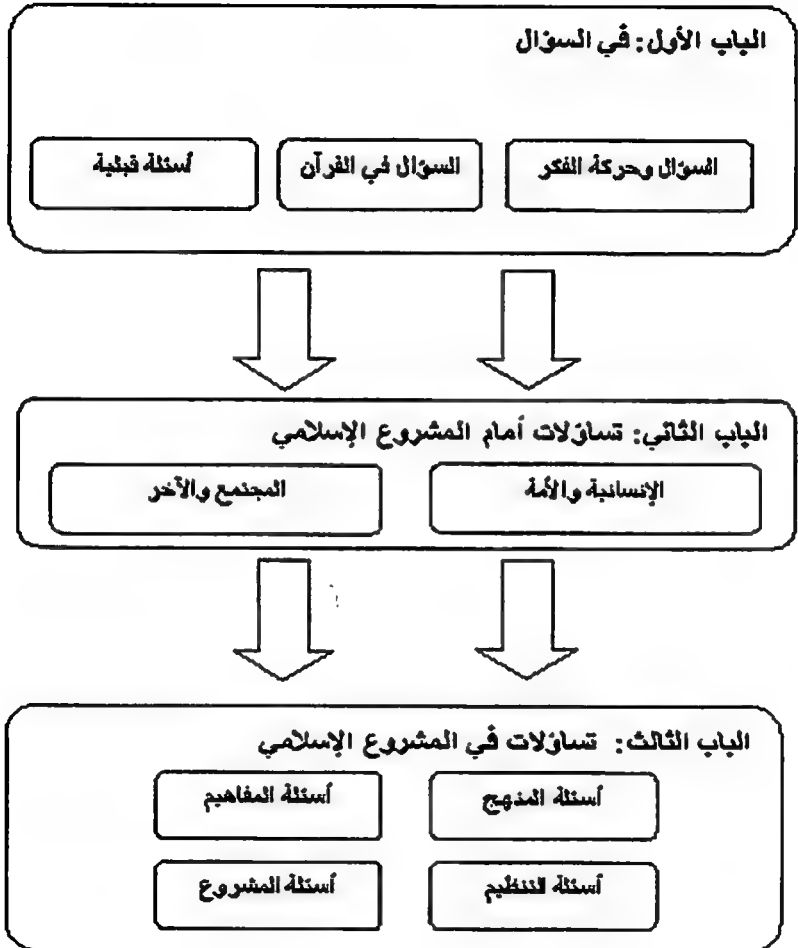 الباب الأول: في السؤال
السؤال وحركة الفكر
السؤال في القرآن
أسئلة قبلية
الباب الثاني: تساؤلات أمام المشروع الإسلامي
الإنسانية والأمة
المجتمع والآخر
الباب الثالث: تساؤلات في المشروع الإسلامي
أسئلة المنهج
أسئلة المفاهيم
أسئلة التنظيم
أسئلة المشروع